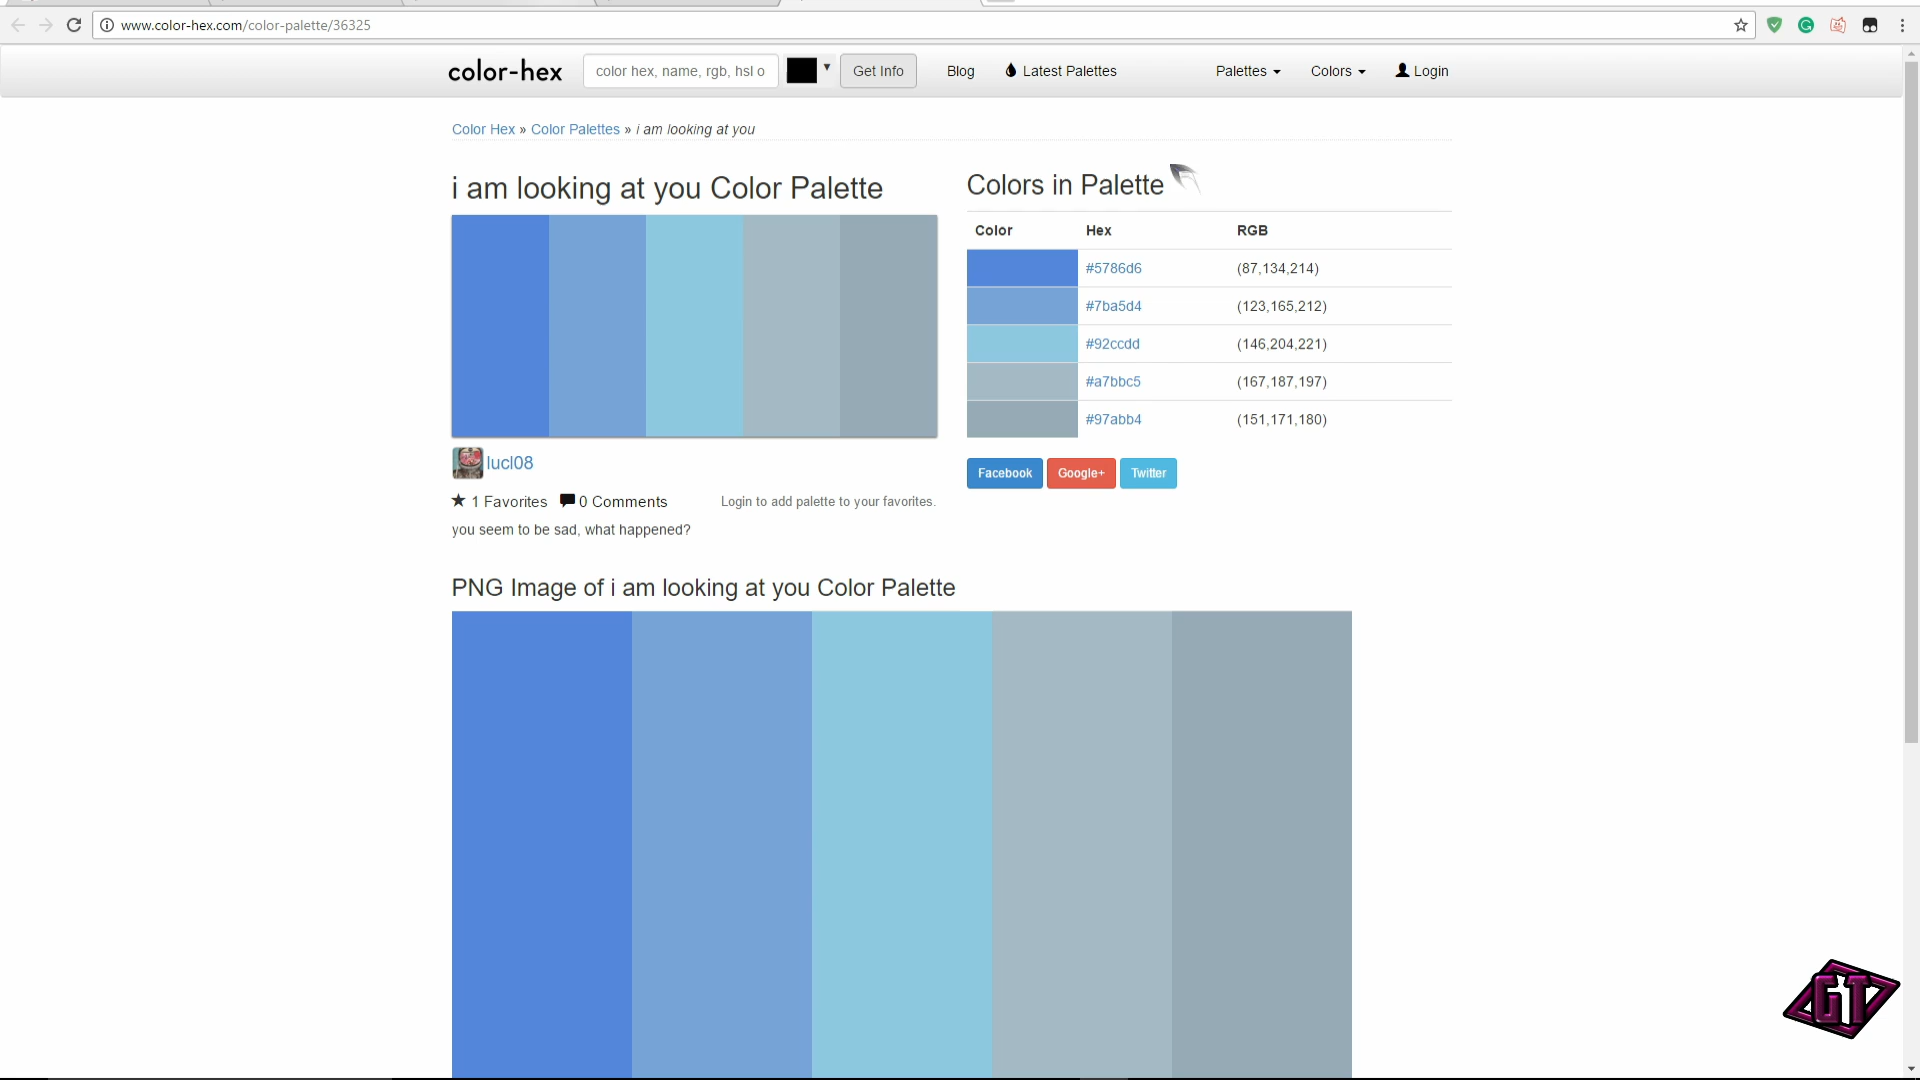 www.color-hex.com/color-palette/36325
color-hex
color hex, name, rgb, hsl o
Get Info
Blog
Latest Palettes
Palettes
Colors
Login
Color Hex » Color Palettes » i am looking at you
i am looking at you Color Palette
lucl08
1 Favorites
0 Comments
Login to add palette to your favorites.
you seem to be sad, what happened?
Colors in Palette
Color Hex RGB
#5786d6 (87,134,214)
#7ba5d4 (123,165,212)
#92ccdd (146,204,221)
#a7bbc5 (167,187,197)
#97abb4 (151,171,180)
Facebook
Google+
Twitter
PNG Image of i am looking at you Color Palette
GT